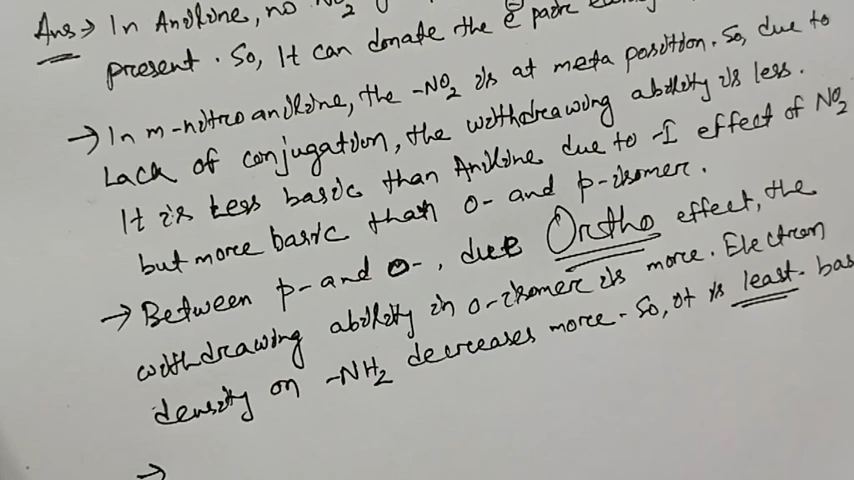 Ans → In Aniline, no NO2
present. So, It can donate the e̅ pair
→ In m-nitroaniline, the -NO2 is at meta position. So, due to
Lack of conjugation, the withdrawing ability is less.
It is Less basic than Aniline due to -I effect of NO2
but more basic than o- and p-isomer.
→ Between p- and o-, due Ortho effect, the
withdrawing ability in o-isomer is more. Electron
density on -NH2 decreases more. So, it is least bas
→